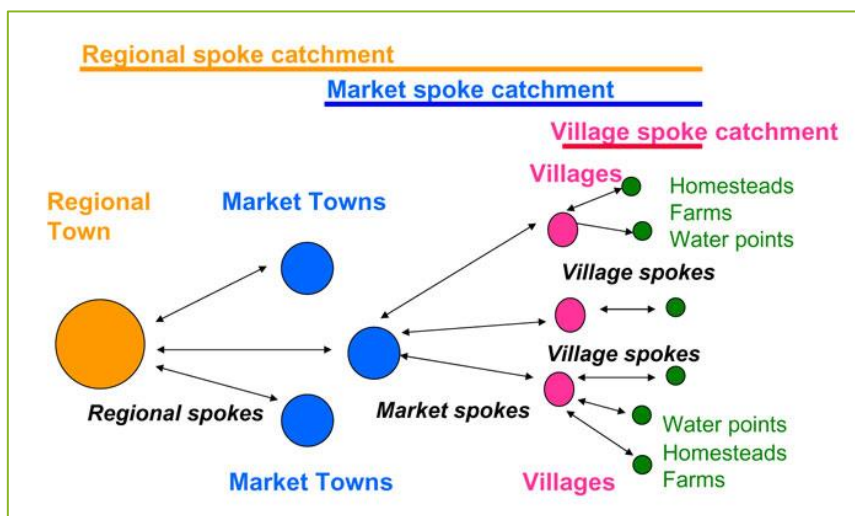 Regional spoke catchment
Market spoke catchment
Village spoke catchment
Villages
Regional
Town
Market Towns
Homesteads
Farms
Water points
Village spokes
Village spokes
Regional spokes
Market spokes
Water points
Homesteads
Farms
Market Towns
Villages